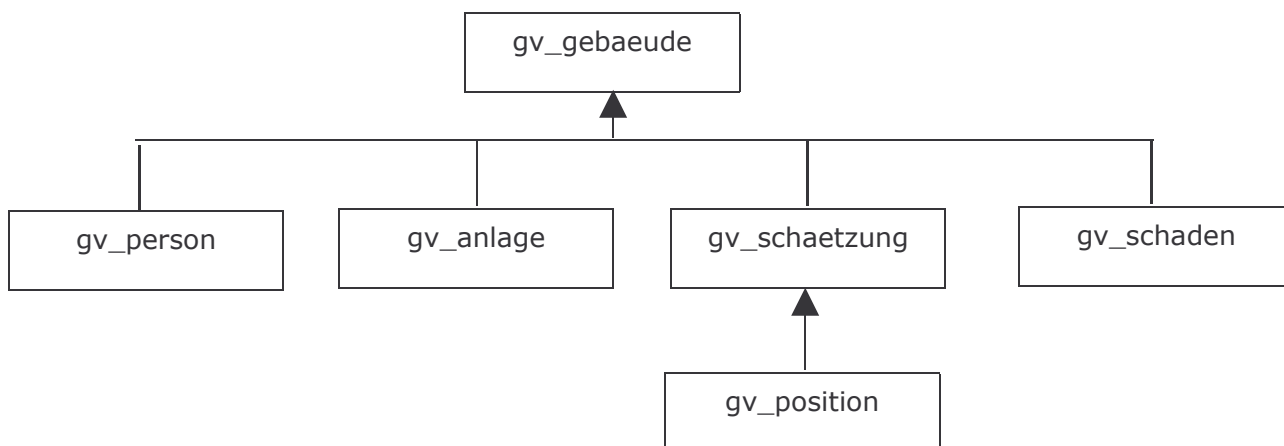 gv_gebaeude
gv_person
gv_anlage
gv_schaetzung
gv_schaden
gv_position